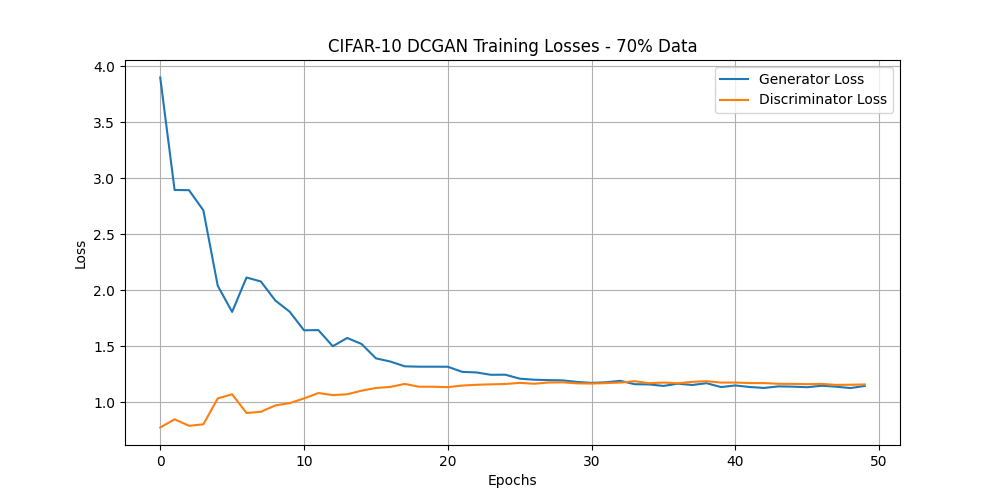 CIFAR-10 DCGAN Training Losses - 70% Data
Generator Loss
Discriminator Loss
4.0
3.5
3.0
2.5
2.0
1.5
1.0
Loss
0 10 20 30 40 50
Epochs